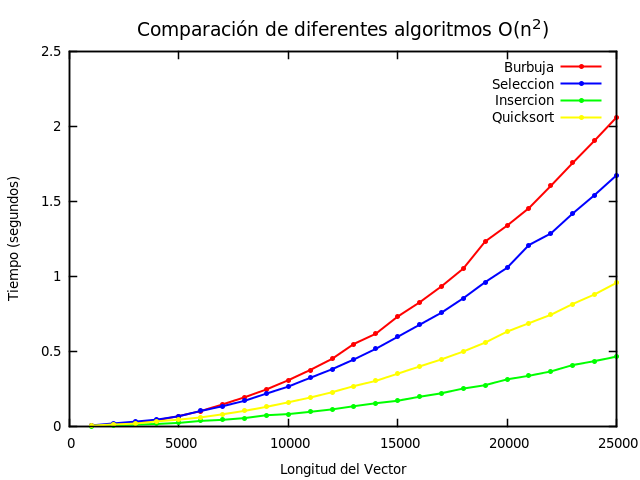 Comparación de diferentes algoritmos O(n²)
2.5
2
1.5
1
0.5
0
Tiempo (segundos)
Burbuja
Seleccion
Insercion
Quicksort
0 5000 10000 15000 20000 25000
Longitud del Vector